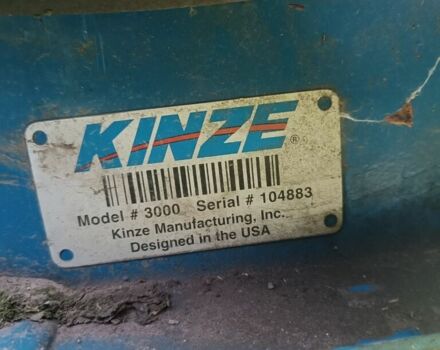 KINZE®
Model # 3000 Serial # 104883
Kinze Manufacturing, Inc.
Designed in the USA